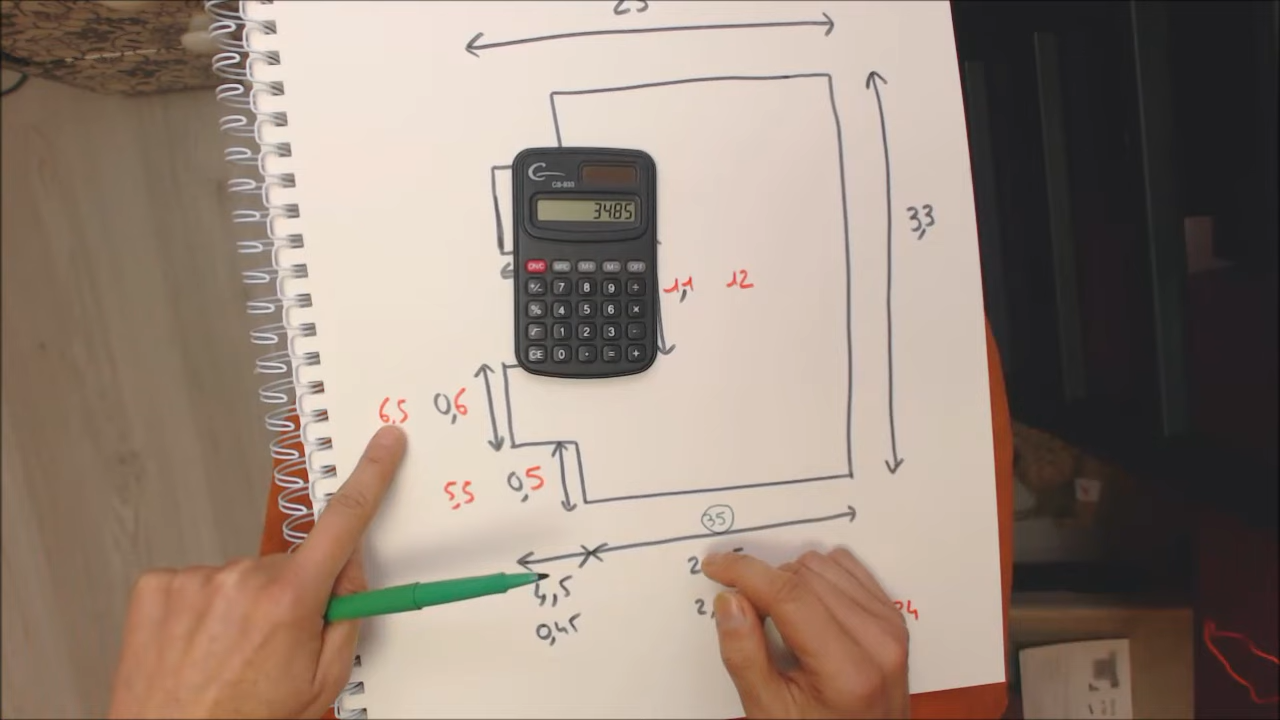 CS-933
3485
ON/C MRC M+ M- OFF
+/- 7 8 9 ÷
% 4 5 6 ×
√ 1 2 3 -
CE 0 . = +
3,3
1,1 12
6,5 0,6
5,5 0,5
35
4,5
0,45